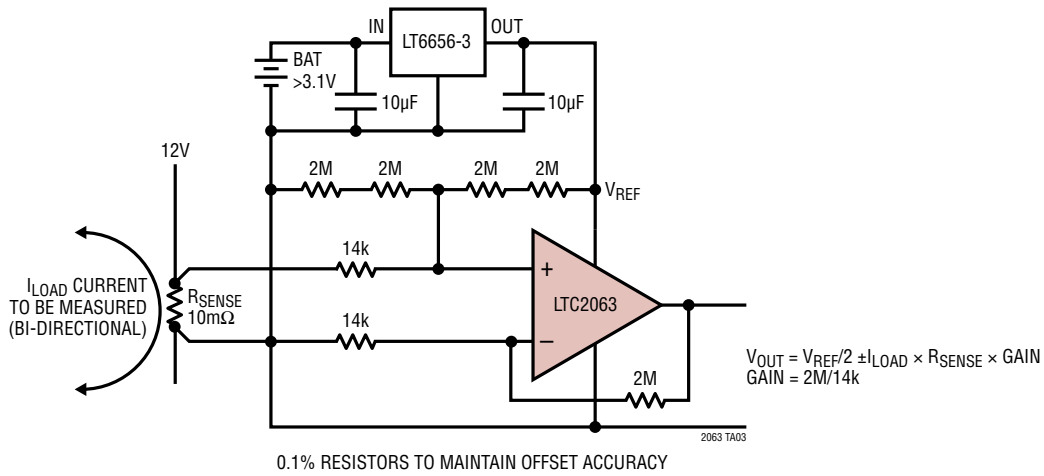 IN
OUT
LT6656-3
BAT
>3.1V
10µF
10µF
12V
2M
2M
2M
2M
VREF
14k
ILOAD CURRENT
TO BE MEASURED
(BI-DIRECTIONAL)
RSENSE
10mΩ
+
LTC2063
14k
–
VOUT = VREF/2 ±ILOAD × RSENSE × GAIN
GAIN = 2M/14k
2M
2063 TA03
0.1% RESISTORS TO MAINTAIN OFFSET ACCURACY